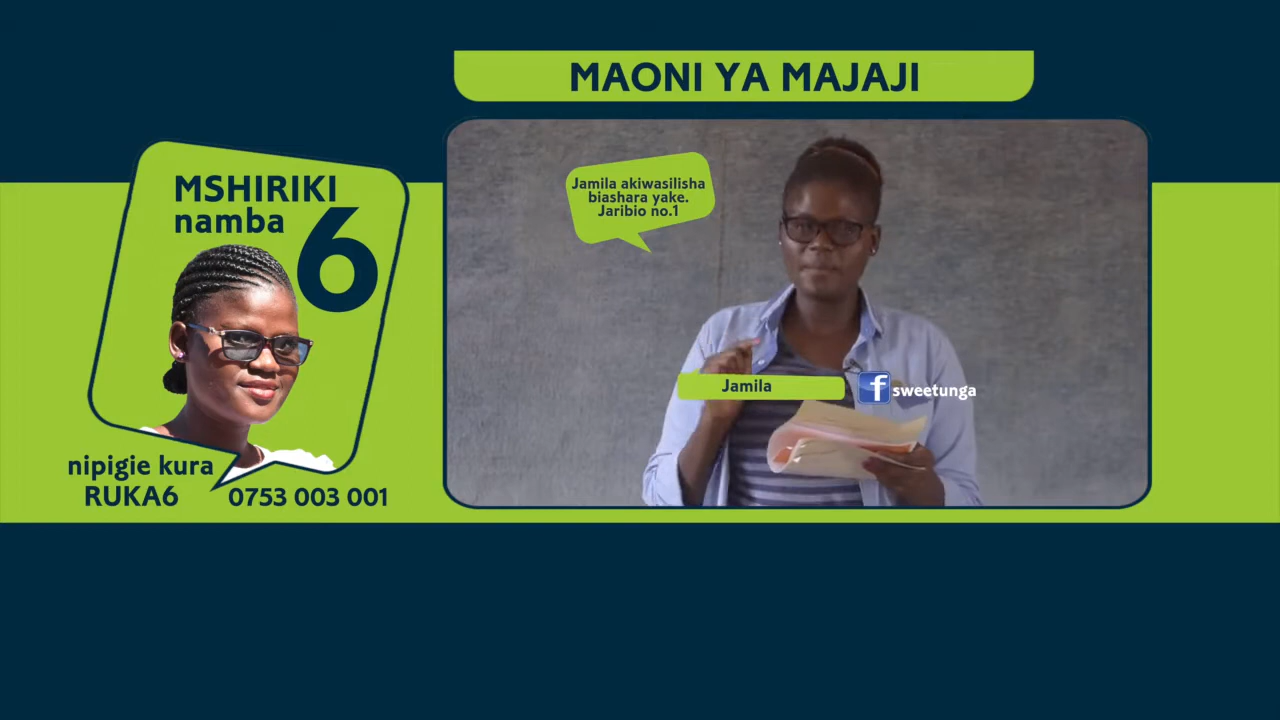 MAONI YA MAJAJI
MSHIRIKI
namba
6
Jamila akiwasilisha
biashara yake.
Jaribio no.1
Jamila
sweetunga
nipigie kura
RUKA6 0753 003 001